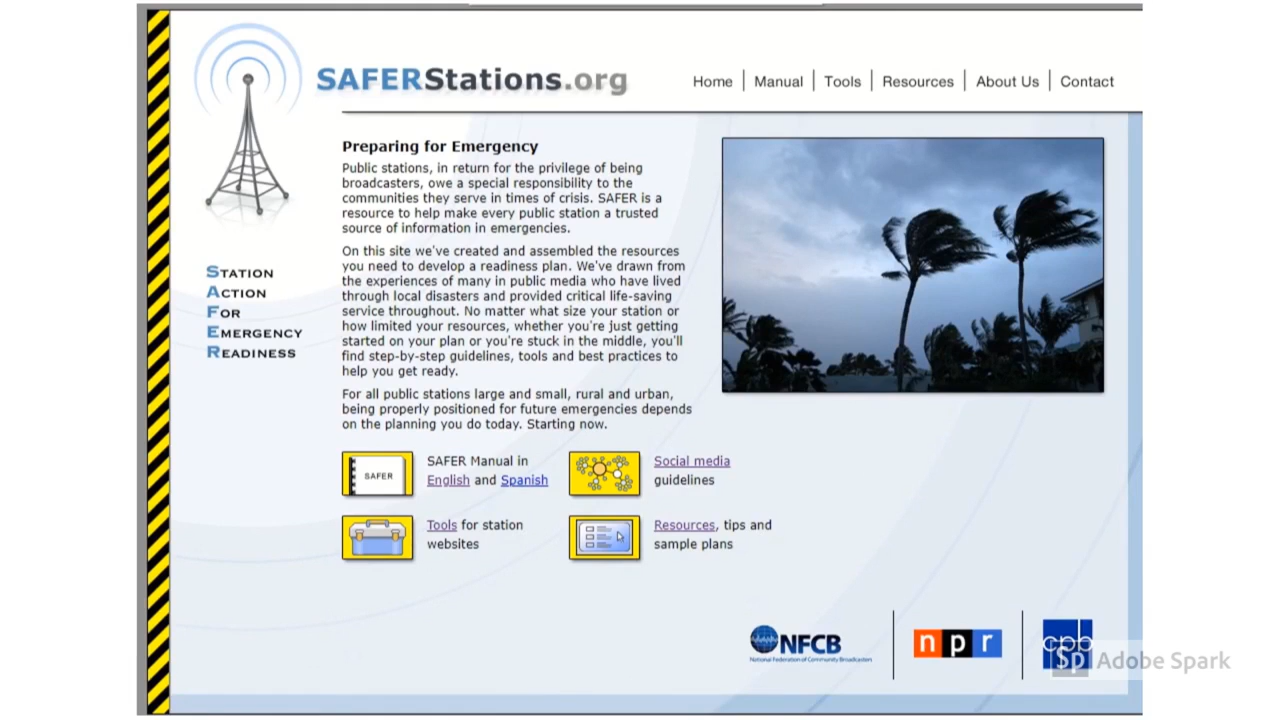 SAFERStations.org
Home
Manual
Tools
Resources
About Us
Contact
STATION
ACTION
FOR
EMERGENCY
READINESS
Preparing for Emergency
Public stations, in return for the privilege of being
broadcasters, owe a special responsibility to the
communities they serve in times of crisis. SAFER is a
resource to help make every public station a trusted
source of information in emergencies.
On this site we've created and assembled the resources
you need to develop a readiness plan. We've drawn from
the experiences of many in public media who have lived
through local disasters and provided critical life-saving
service throughout. No matter what size your station or
how limited your resources, whether you're just getting
started on your plan or you're stuck in the middle, you'll
find step-by-step guidelines, tools and best practices to
help you get ready.
For all public stations large and small, rural and urban,
being properly positioned for future emergencies depends
on the planning you do today. Starting now.
SAFER
SAFER Manual in
English and Spanish
Social media
guidelines
Tools for station
websites
Resources, tips and
sample plans
NFCB
National Federation of Community Broadcasters
npr
cpb
Sp Adobe Spark